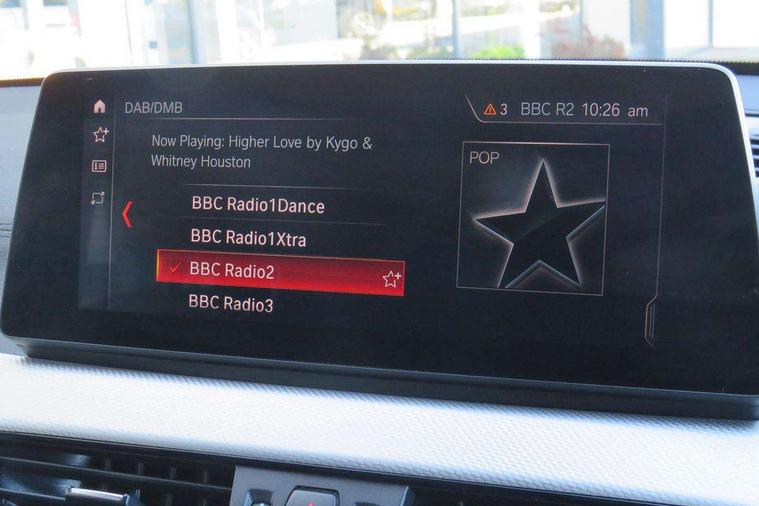 DAB/DMB
3 BBC R2 10:26 am
Now Playing: Higher Love by Kygo &
Whitney Houston
POP
BBC Radio1Dance
BBC Radio1Xtra
BBC Radio2
BBC Radio3